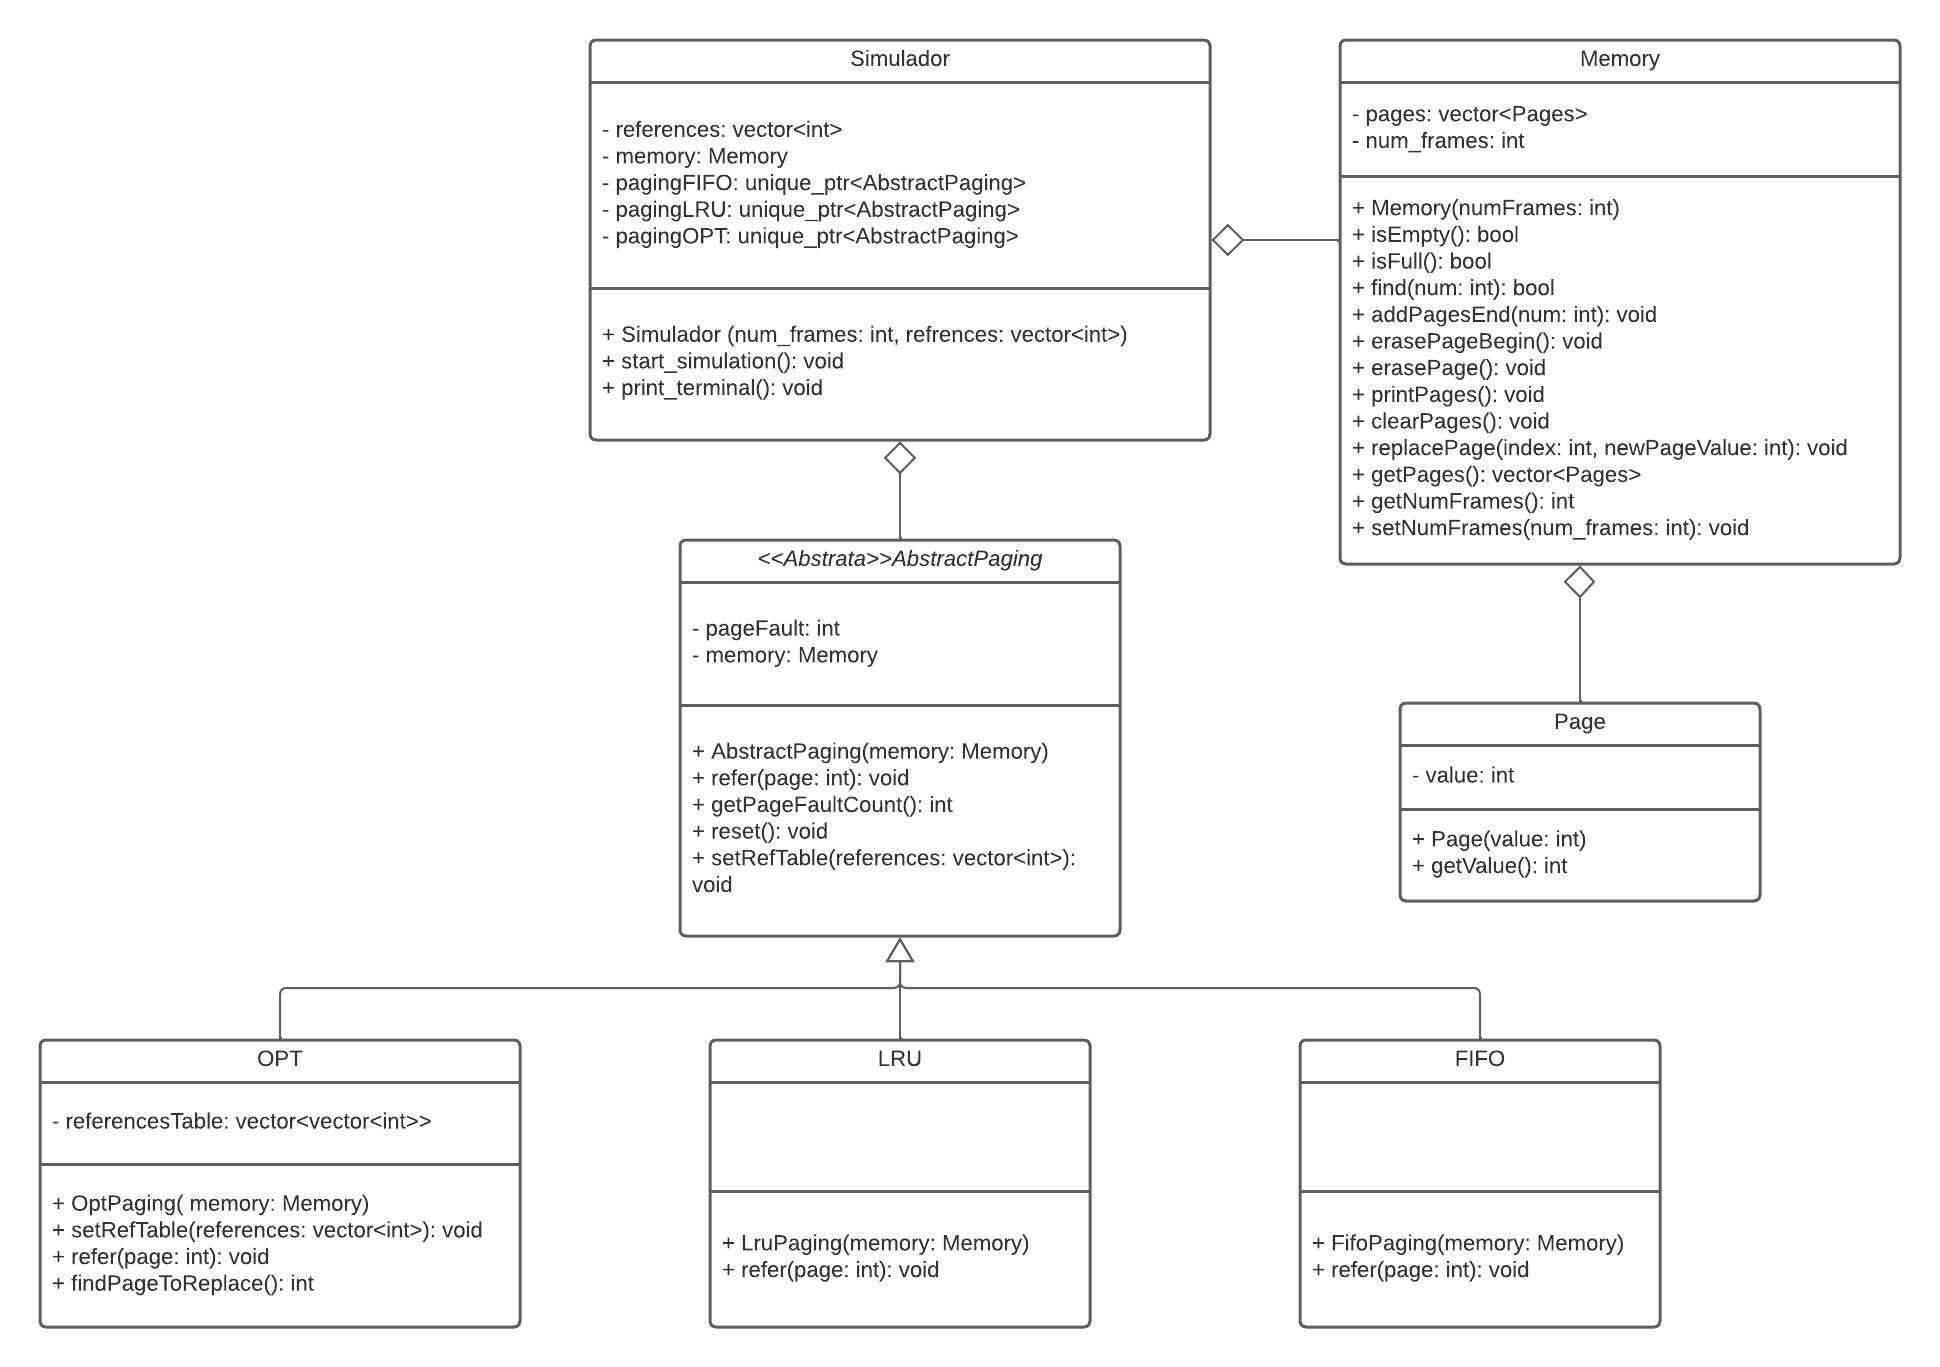 Simulador
- references: vector<int>
- memory: Memory
- pagingFIFO: unique_ptr<AbstractPaging>
- pagingLRU: unique_ptr<AbstractPaging>
- pagingOPT: unique_ptr<AbstractPaging>
+ Simulador (num_frames: int, refrences: vector<int>)
+ start_simulation(): void
+ print_terminal(): void
Memory
- pages: vector<Pages>
- num_frames: int
+ Memory(numFrames: int)
+ isEmpty(): bool
+ isFull(): bool
+ find(num: int): bool
+ addPagesEnd(num: int): void
+ erasePageBegin(): void
+ erasePage(): void
+ printPages(): void
+ clearPages(): void
+ replacePage(index: int, newPageValue: int): void
+ getPages(): vector<Pages>
+ getNumFrames(): int
+ setNumFrames(num_frames: int): void
<<Abstrata>>AbstractPaging
- pageFault: int
- memory: Memory
+ AbstractPaging(memory: Memory)
+ refer(page: int): void
+ getPageFaultCount(): int
+ reset(): void
+ setRefTable(references: vector<int>):
void
Page
- value: int
+ Page(value: int)
+ getValue(): int
OPT
- referencesTable: vector<vector<int>>
+ OptPaging( memory: Memory)
+ setRefTable(references: vector<int>): void
+ refer(page: int): void
+ findPageToReplace(): int
LRU
+ LruPaging(memory: Memory)
+ refer(page: int): void
FIFO
+ FifoPaging(memory: Memory)
+ refer(page: int): void